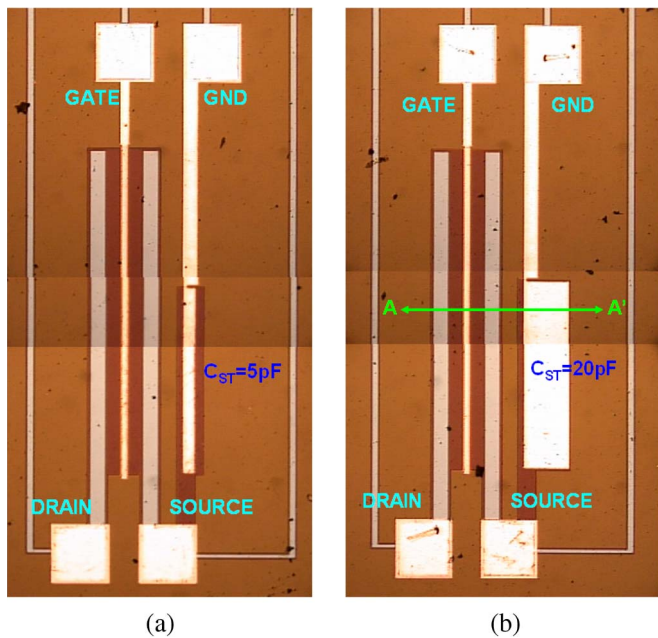 GATE GND
C_ST=5pF
DRAIN SOURCE
(a)
GATE GND
A A'
C_ST=20pF
DRAIN SOURCE
(b)